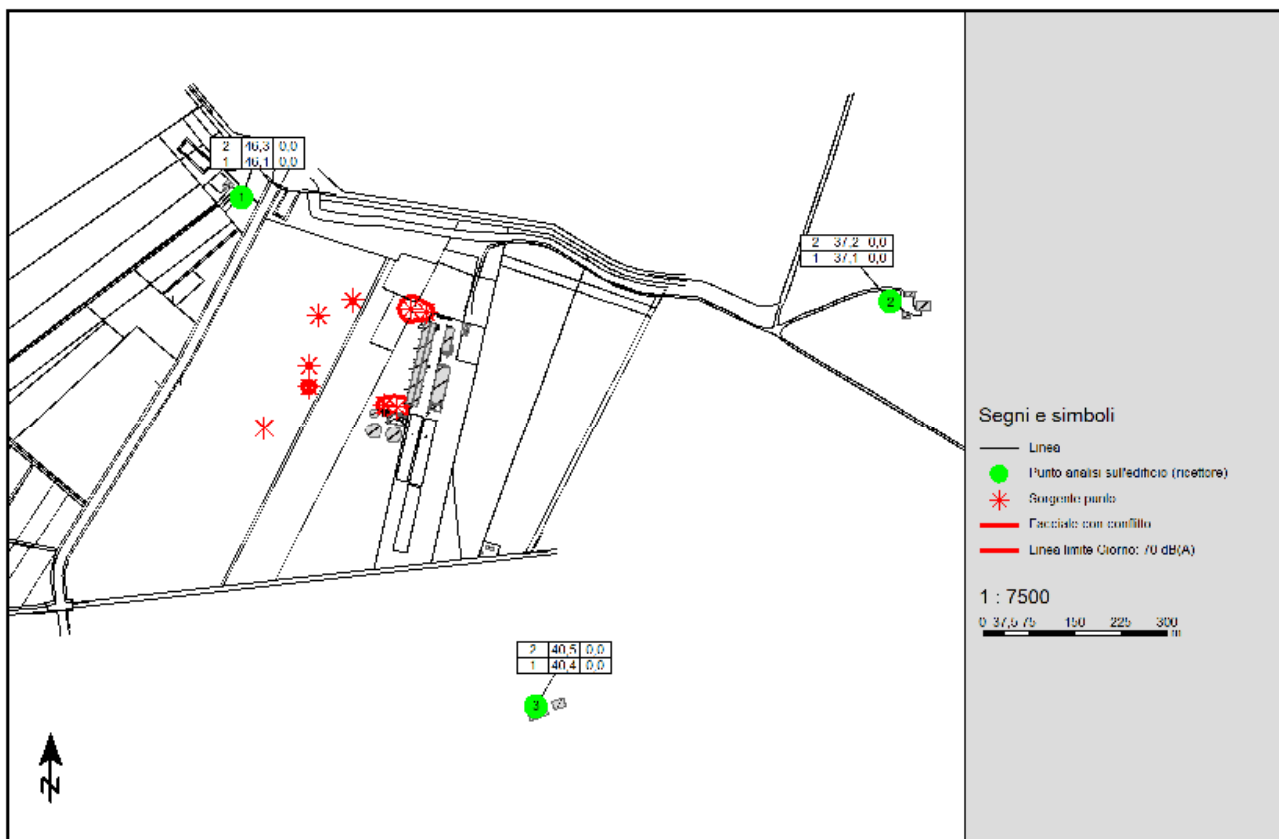 2 46,3 0,0
1 46,1 0,0
1
2 37,2 0,0
1 37,1 0,0
2
2 40,5 0,0
1 40,4 0,0
3
Segni e simboli
Linea
Punto analisi sull'edificio (ricettore)
Sorgente punto
Facciate con conflitto
Linea limite Giorno: 70 dB(A)
1 : 7500
0 37,5 75 150 225 300
m
N